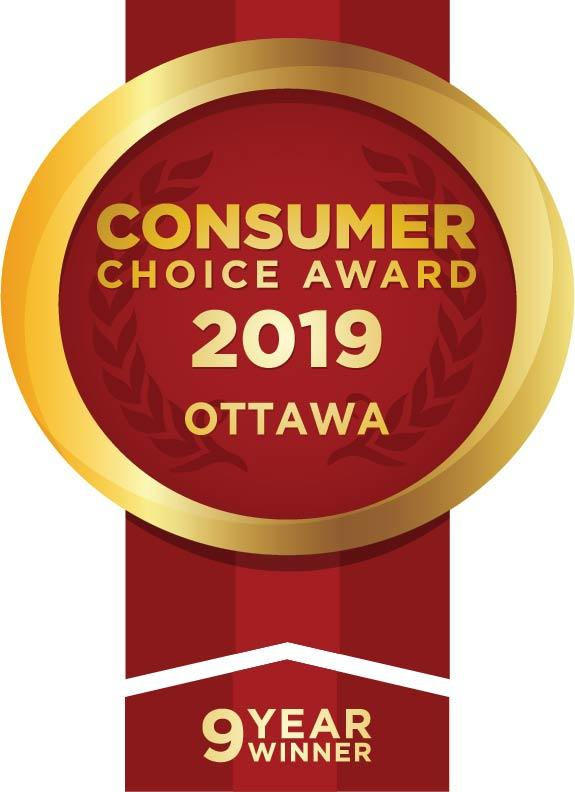 CONSUMER
CHOICE AWARD
2019
OTTAWA
9 YEAR
WINNER